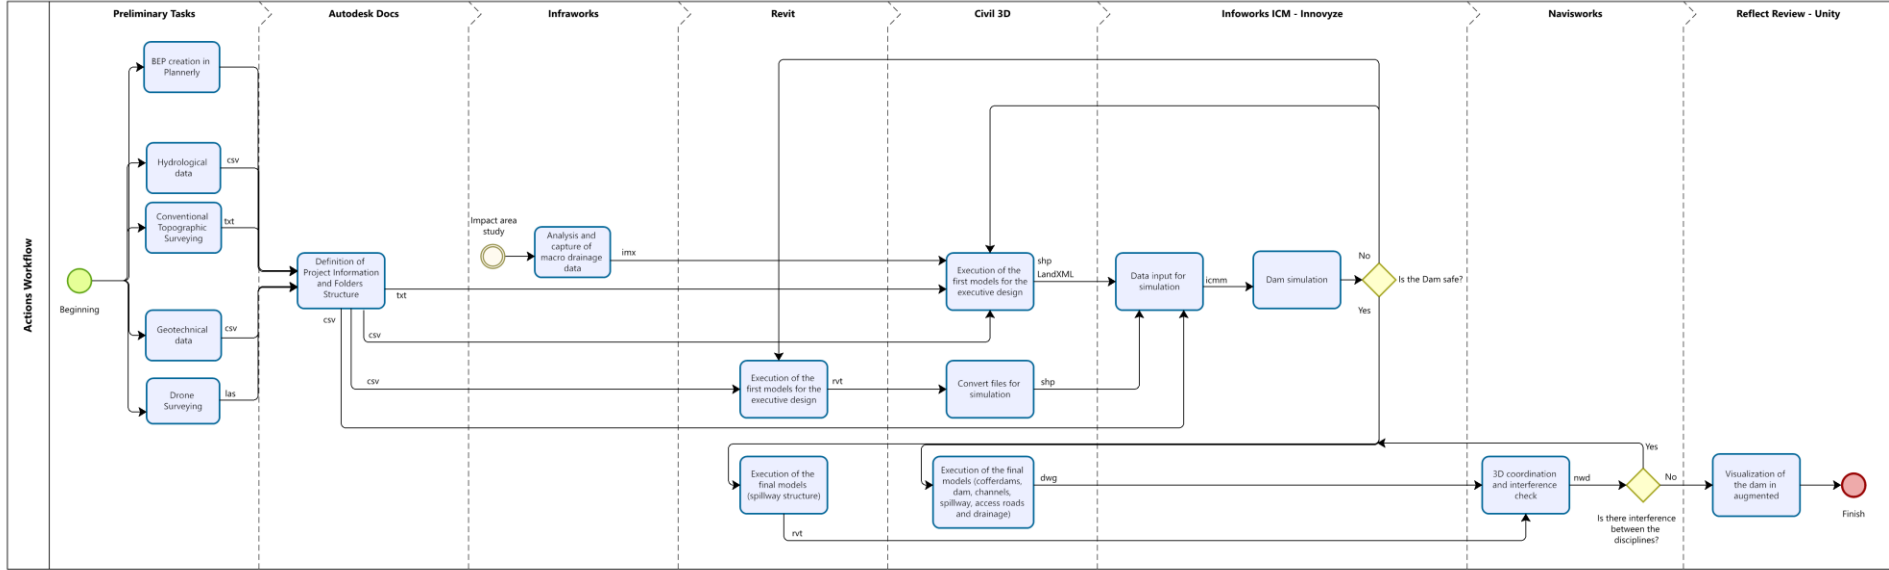 Preliminary Tasks
Autodesk Docs
Infraworks
Revit
Civil 3D
Infoworks ICM - Innovyze
Navisworks
Reflect Review - Unity
Actions Workflow
Beginning
BEP creation in
Plannerly
Hydrological
data
csv
Conventional
Topographic
Surveying
txt
Geotechnical
data
csv
Drone
Surveying
las
Definition of
Project Information
and Folders
Structure
txt
csv
csv
csv
Impact area
study
Analysis and
capture of
macro drainage
data
imx
Execution of the
first models for the
executive design
rvt
Execution of the
first models for the
executive design
shp
LandXML
Convert files for
simulation
shp
Data input for
simulation
icmm
Dam simulation
No
Is the Dam safe?
Yes
Execution of the
final models
(spillway structure)
rvt
Execution of the final
models (cofferdams,
dam, channels,
spillway, access roads
and drainage)
dwg
3D coordination
and interference
check
nwd
Yes
No
Is there interference
between the
disciplines?
Visualization of
the dam in
augmented
Finish